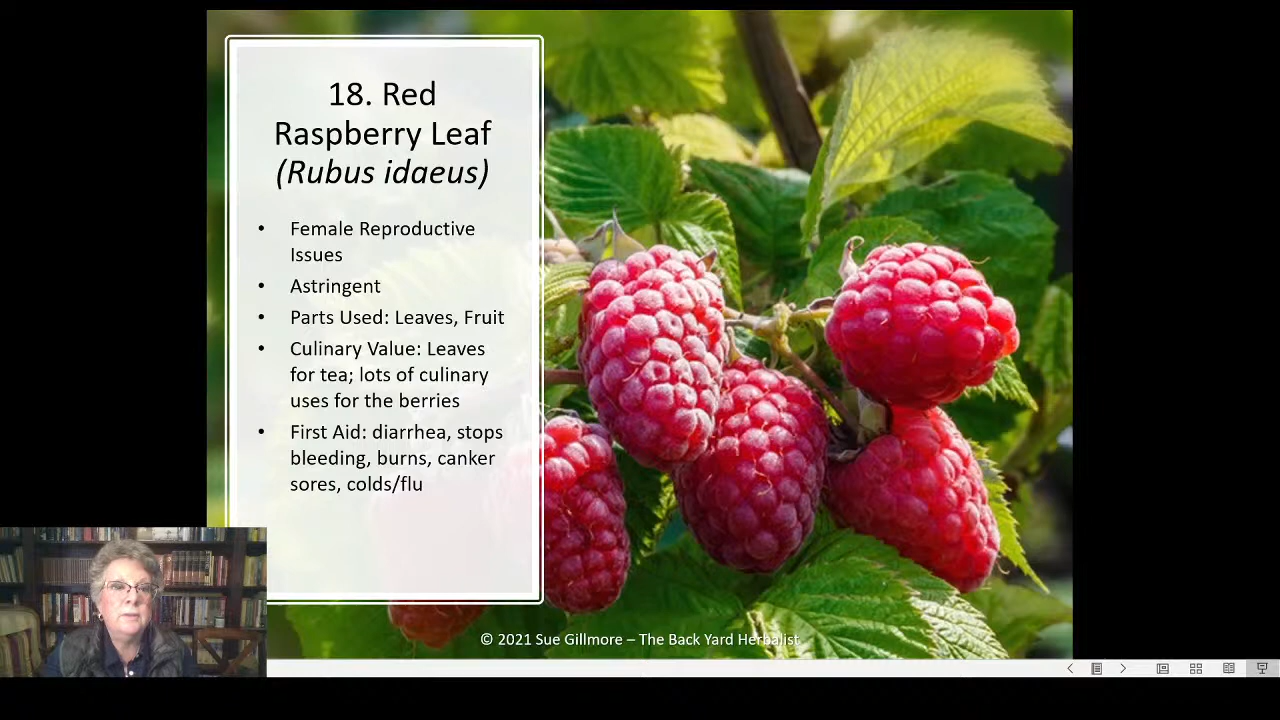 18. Red
Raspberry Leaf
(Rubus idaeus)
• Female Reproductive
Issues
• Astringent
• Parts Used: Leaves, Fruit
• Culinary Value: Leaves
for tea; lots of culinary
uses for the berries
• First Aid: diarrhea, stops
bleeding, burns, canker
sores, colds/flu
© 2021 Sue Gillmore – The Back Yard Herbalist